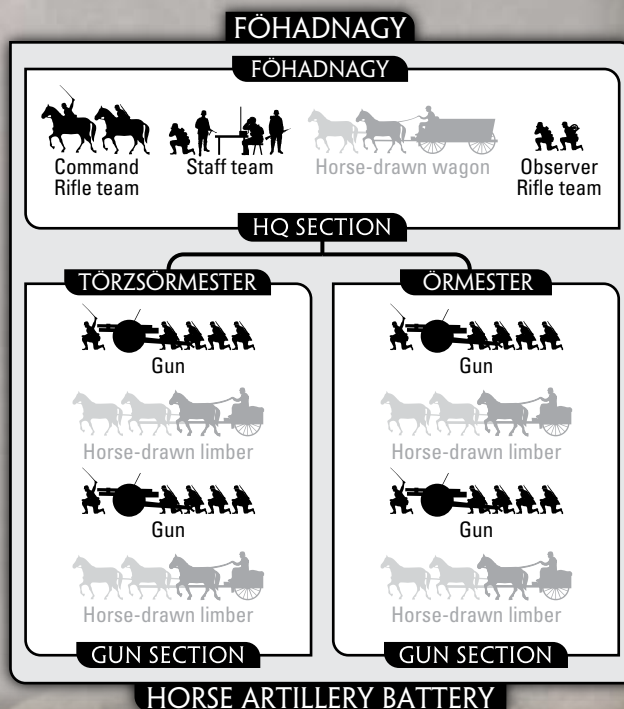 FÖHADNAGY
FÖHADNAGY
Command
Rifle team
Staff team
Horse-drawn wagon
Observer
Rifle team
HQ SECTION
TÖRZSÖRMESTER
Gun
Horse-drawn limber
Gun
Horse-drawn limber
GUN SECTION
ÖRMESTER
Gun
Horse-drawn limber
Gun
Horse-drawn limber
GUN SECTION
HORSE ARTILLERY BATTERY